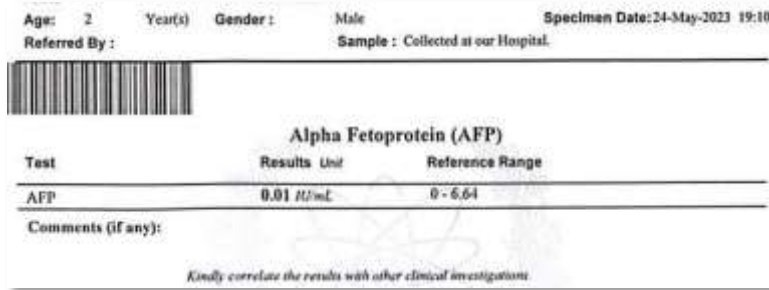 Age: 2 Year(s) Gender : Male Specimen Date:24-May-2023 19:10
Referred By : Sample : Collected at our Hospital.
Alpha Fetoprotein (AFP)
Test Results Unit Reference Range
AFP 0.01 IU/mL 0 - 6.64
Comments (if any):
Kindly correlate the results with other clinical investigations